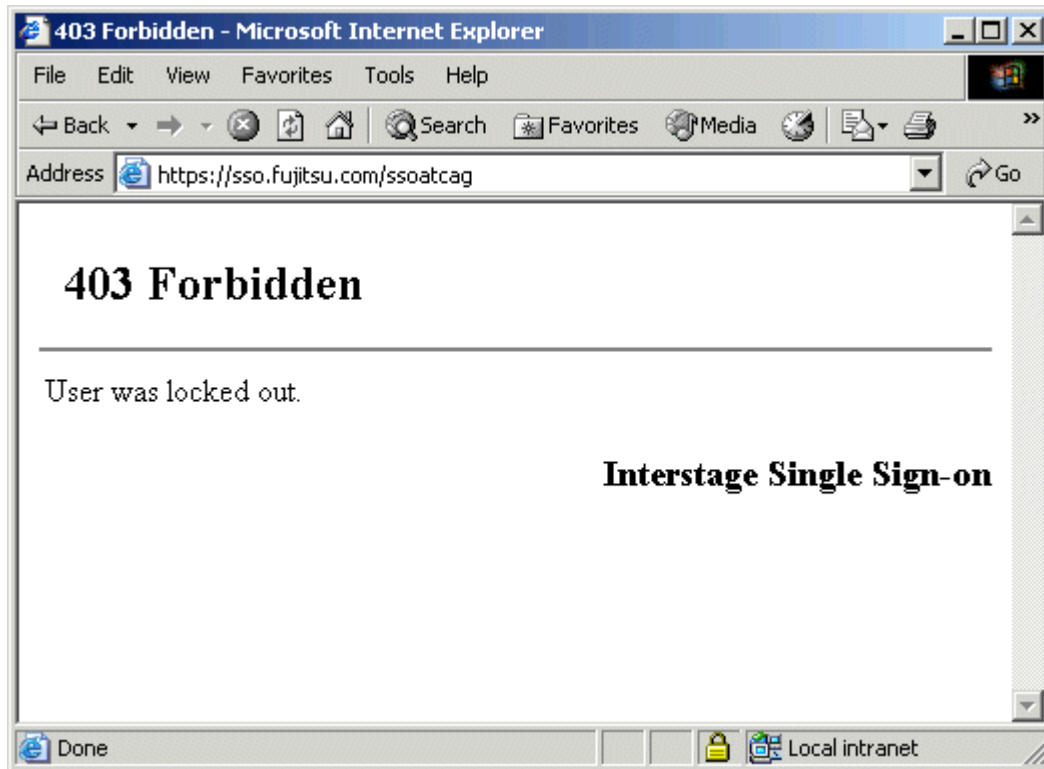 403 Forbidden - Microsoft Internet Explorer
File Edit View Favorites Tools Help
Back Search Favorites Media »
Address https://sso.fujitsu.com/ssoatcag Go
403 Forbidden
User was locked out.
Interstage Single Sign-on
Done Local intranet